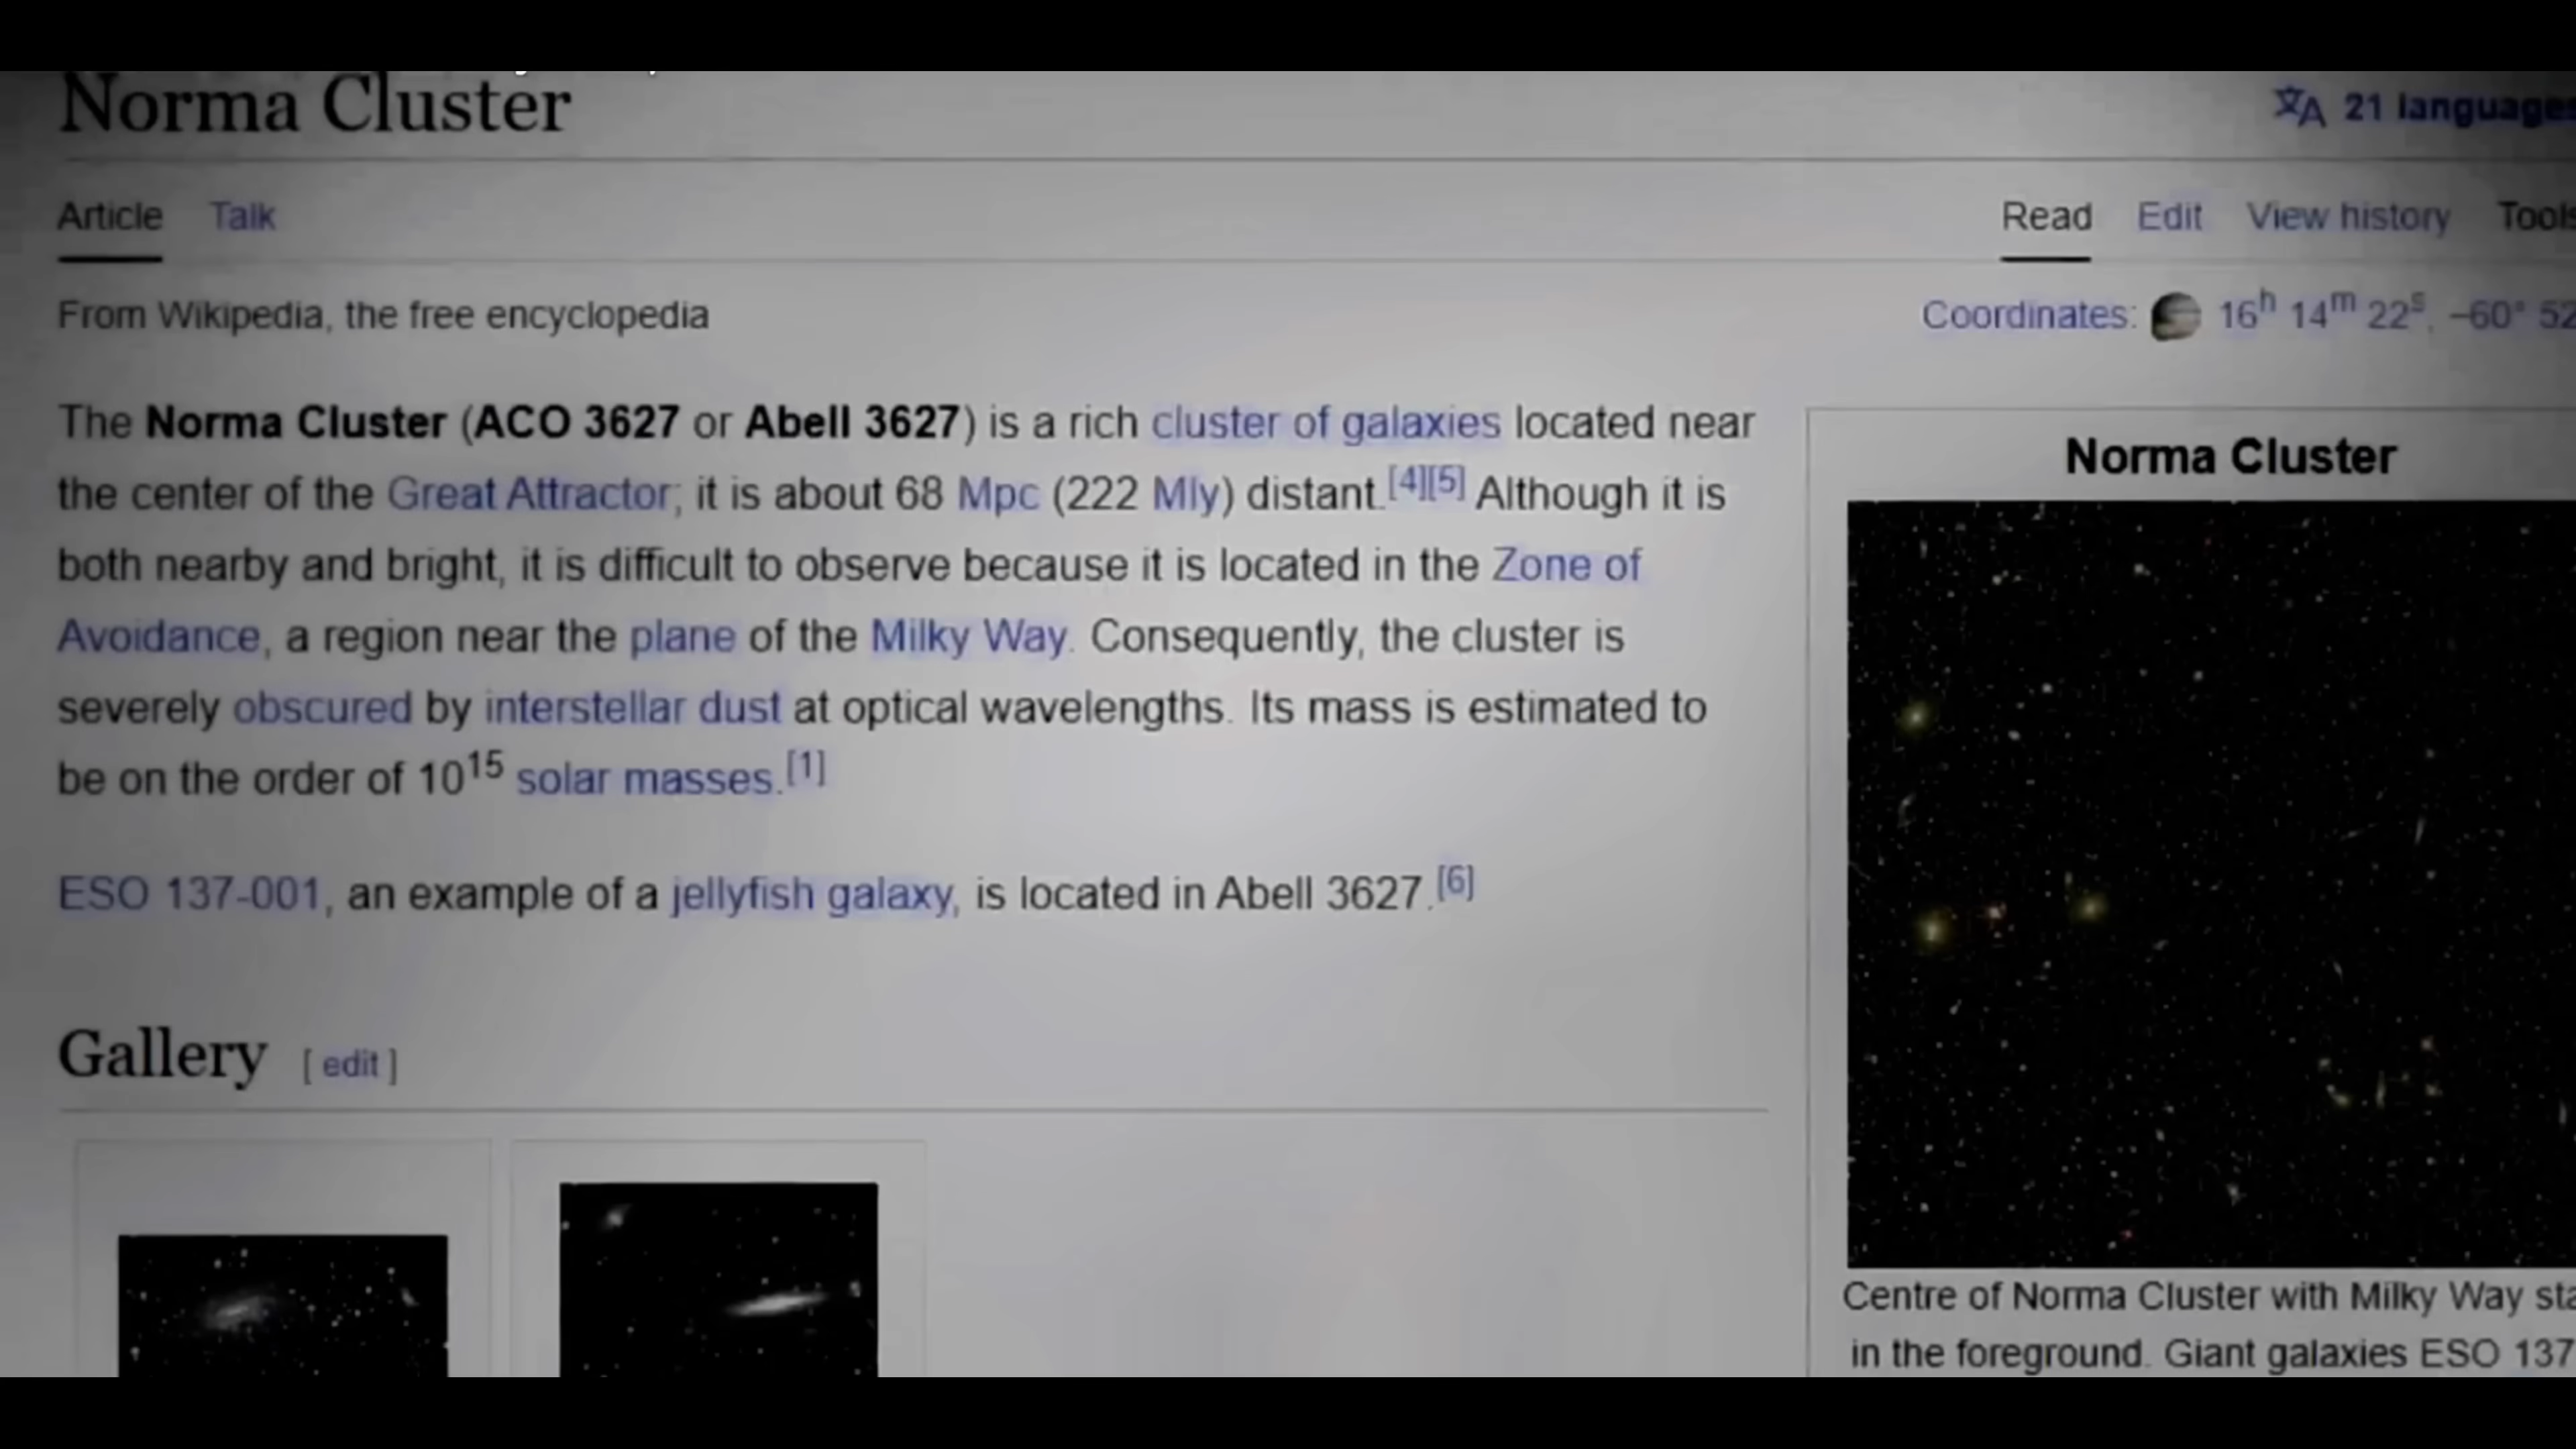 Norma Cluster
21 languages
Article Talk
Read Edit View history Tools
From Wikipedia, the free encyclopedia
Coordinates: 16h 14m 22s, −60° 52
The Norma Cluster (ACO 3627 or Abell 3627) is a rich cluster of galaxies located near
the center of the Great Attractor; it is about 68 Mpc (222 Mly) distant.[4][5] Although it is
both nearby and bright, it is difficult to observe because it is located in the Zone of
Avoidance, a region near the plane of the Milky Way. Consequently, the cluster is
severely obscured by interstellar dust at optical wavelengths. Its mass is estimated to
be on the order of 10¹⁵ solar masses.[1]
ESO 137-001, an example of a jellyfish galaxy, is located in Abell 3627.[6]
Gallery [ edit ]
Norma Cluster
Centre of Norma Cluster with Milky Way sta
in the foreground. Giant galaxies ESO 137